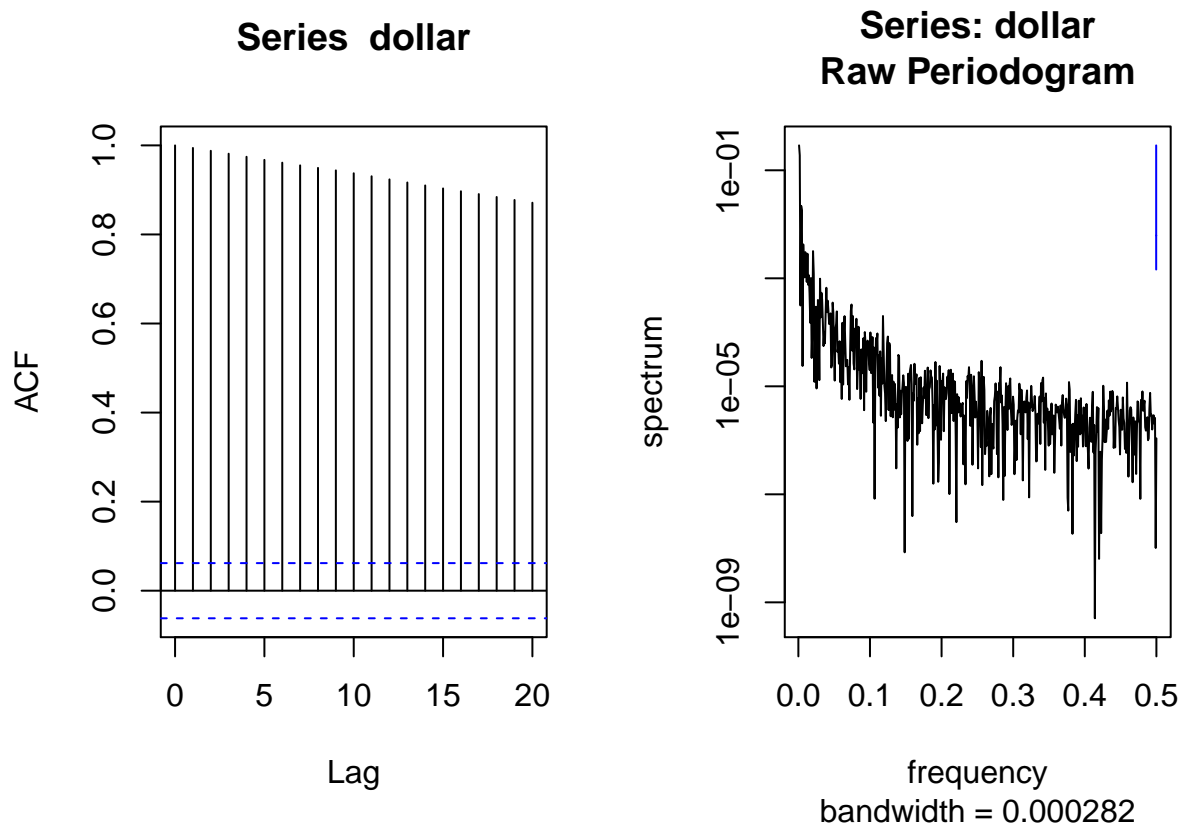 Series  dollar
ACF
1.0
0.8
0.6
0.4
0.2
0.0
0 5 10 15 20
Lag
Series: dollar
Raw Periodogram
spectrum
1e−01
1e−05
1e−09
0.0 0.1 0.2 0.3 0.4 0.5
frequency
bandwidth = 0.000282